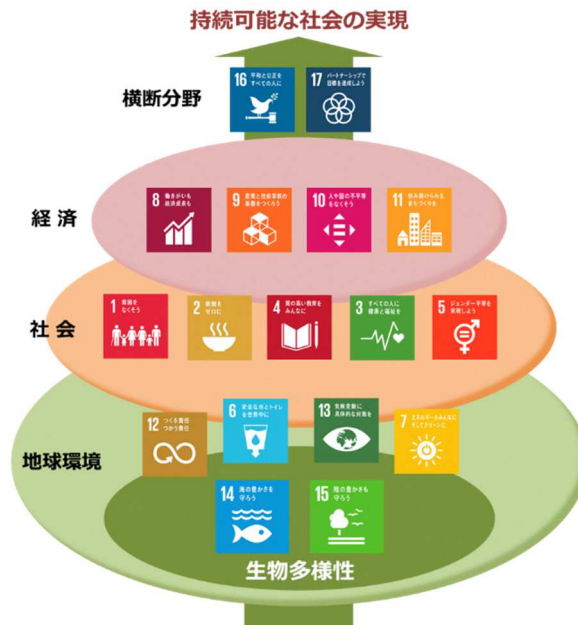 持続可能な社会の実現
横断分野
16 平和と公正を
すべての人に
17 パートナーシップで
目標を達成しよう
経済
8 働きがいも
経済成長も
9 産業と技術革新の
基盤をつくろう
10 人や国の不平等
をなくそう
11 住み続けられる
まちづくりを
社会
1 貧困を
なくそう
2 飢餓を
ゼロに
4 質の高い教育を
みんなに
3 すべての人に
健康と福祉を
5 ジェンダー平等を
実現しよう
地球環境
12 つくる責任
つかう責任
6 安全な水とトイレ
を世界中に
13 気候変動に
具体的な対策を
7 エネルギーをみんなに
そしてクリーンに
14 海の豊かさを
守ろう
15 陸の豊かさも
守ろう
生物多様性